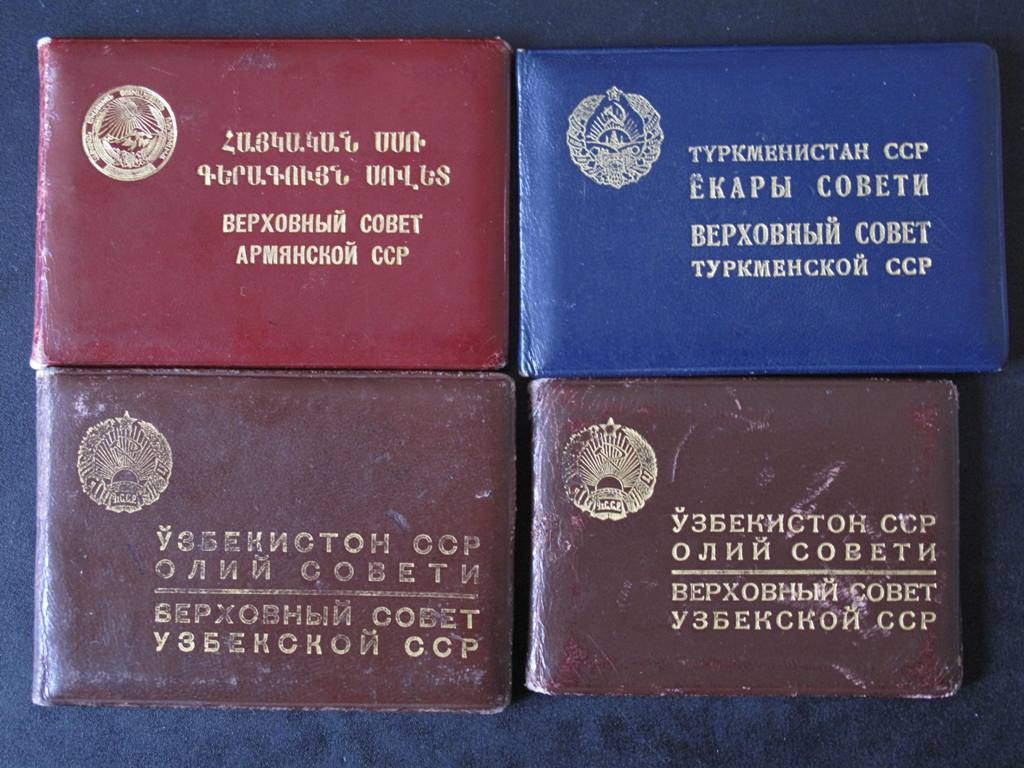 ՀԱՅԿԱԿԱՆ ՍՍՌ
ԳԵՐԱԳՈՒՅՆ ՍՈՎԵՏ
ВЕРХОВНЫЙ СОВЕТ
АРМЯНСКОЙ ССР
ТҮРКМЕНИСТАН ССР
ЁКАРЫ СОВЕТИ
ВЕРХОВНЫЙ СОВЕТ
ТУРКМЕНСКОЙ ССР
ЎЗБЕКИСТОН ССР
ОЛИЙ СОВЕТИ
ВЕРХОВНЫЙ СОВЕТ
УЗБЕКСКОЙ ССР
ЎЗБЕКИСТОН ССР
ОЛИЙ СОВЕТИ
ВЕРХОВНЫЙ СОВЕТ
УЗБЕКСКОЙ ССР